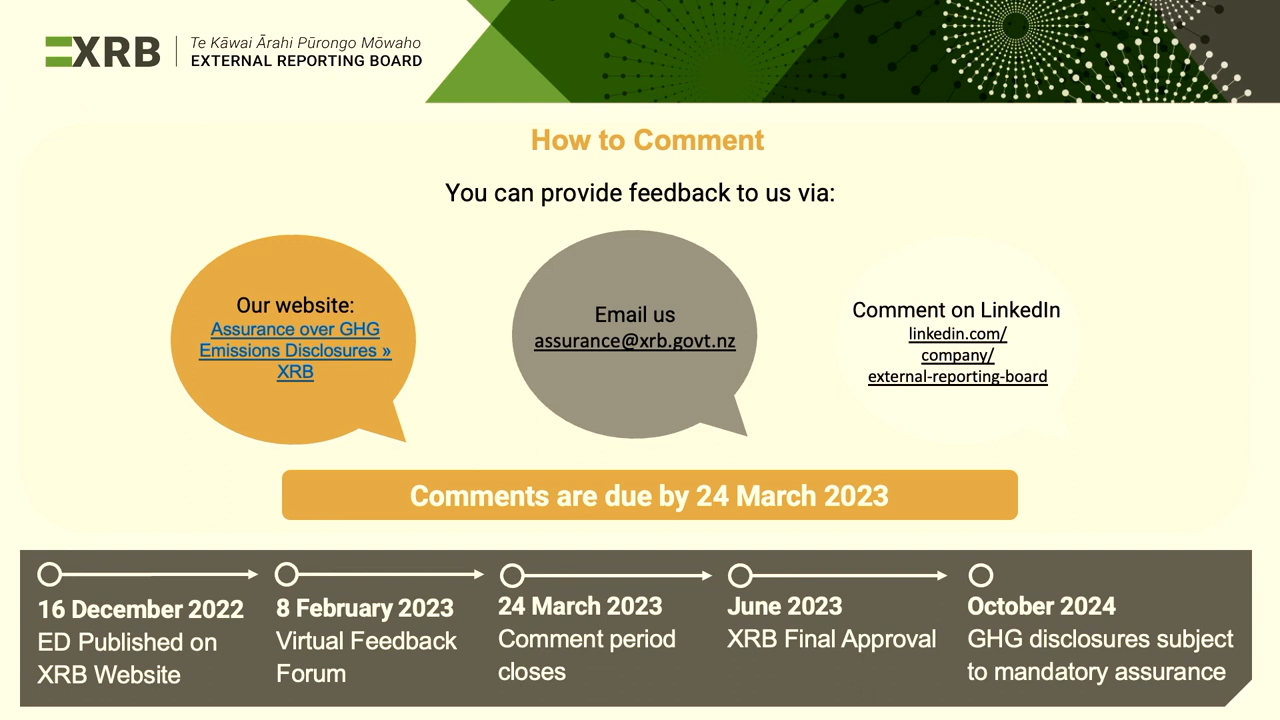 XRB
Te Kāwai Ārahi Pūrongo Mōwaho
EXTERNAL REPORTING BOARD
How to Comment
You can provide feedback to us via:
Our website:
Assurance over GHG
Emissions Disclosures »
XRB
Email us
assurance@xrb.govt.nz
Comment on LinkedIn
linkedin.com/
company/
external-reporting-board
Comments are due by 24 March 2023
16 December 2022
ED Published on
XRB Website
8 February 2023
Virtual Feedback
Forum
24 March 2023
Comment period
closes
June 2023
XRB Final Approval
October 2024
GHG disclosures subject
to mandatory assurance